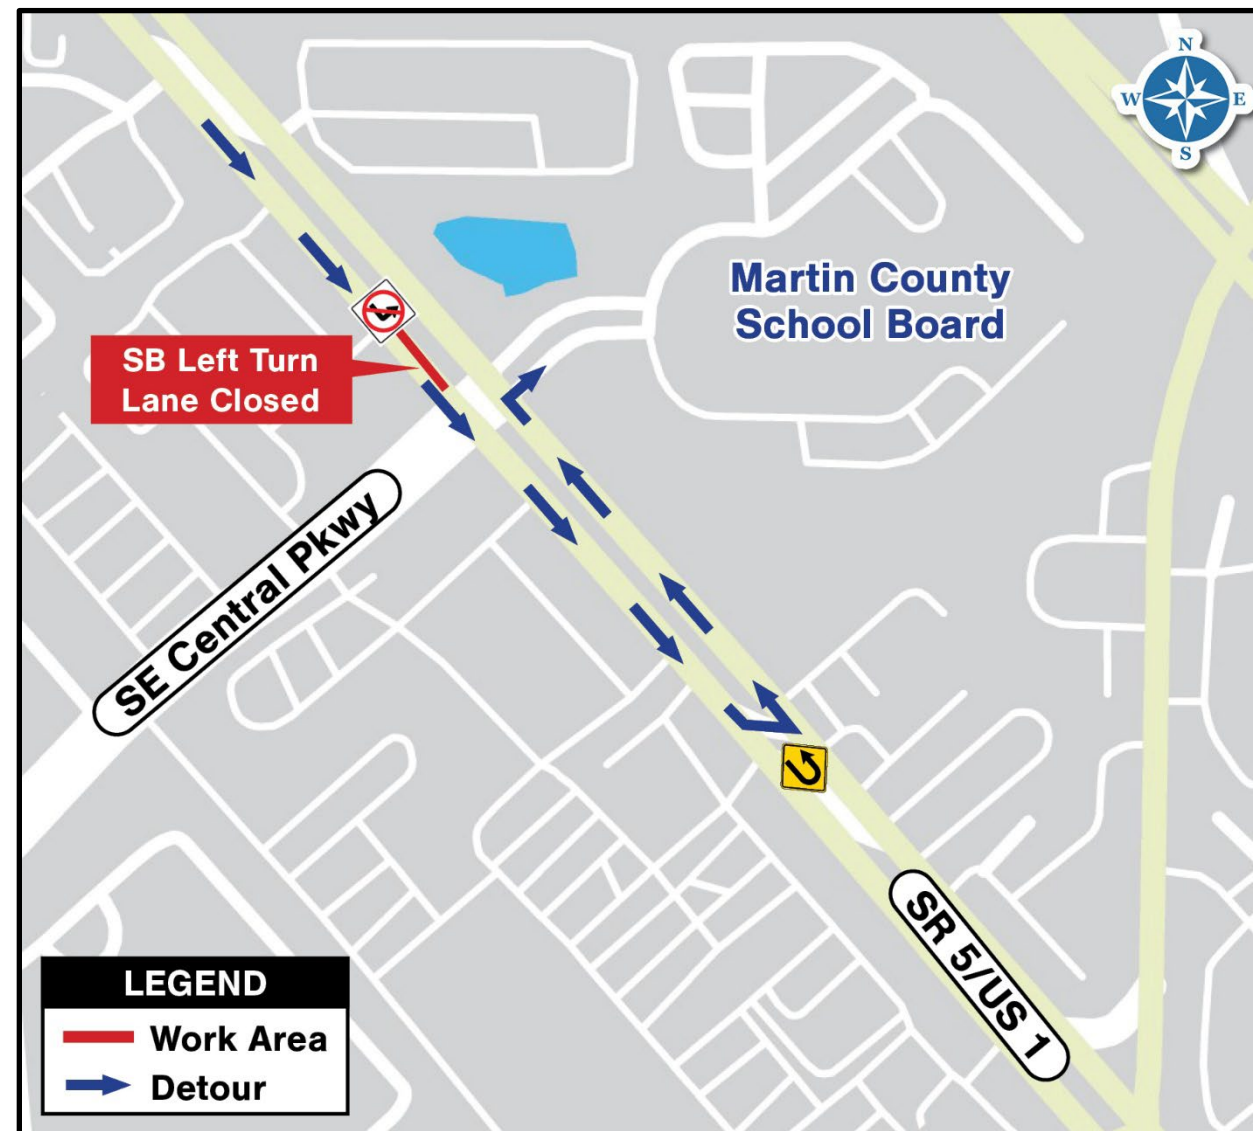 N
W E
S
Martin County
School Board
SB Left Turn
Lane Closed
SE Central Pkwy
SR 5/US 1
LEGEND
Work Area
Detour